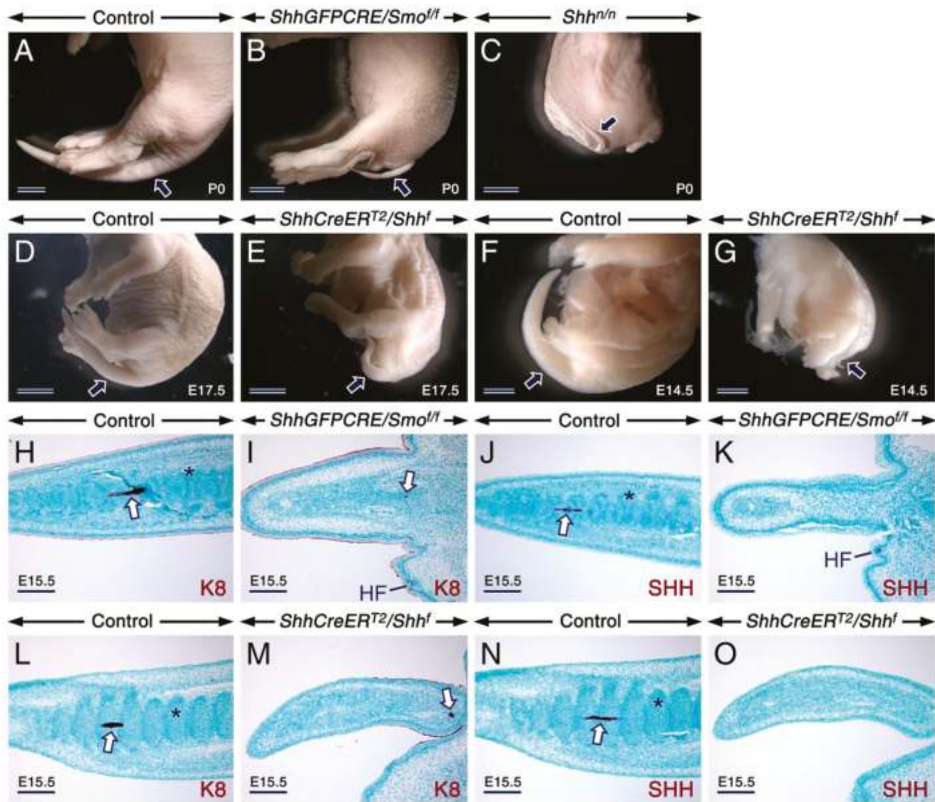 Control ShhGFPCRE/Smof/f Shhn/n
A B C
P0 P0 P0
Control ShhCreERT2/Shhf Control ShhCreERT2/Shhf
D E F G
E17.5 E17.5 E14.5 E14.5
Control ShhGFPCRE/Smof/f Control ShhGFPCRE/Smof/f
H I J K
* *
HF HF
E15.5 K8 E15.5 K8 E15.5 SHH E15.5 SHH
Control ShhCreERT2/Shhf Control ShhCreERT2/Shhf
L M N O
* *
E15.5 K8 E15.5 K8 E15.5 SHH E15.5 SHH